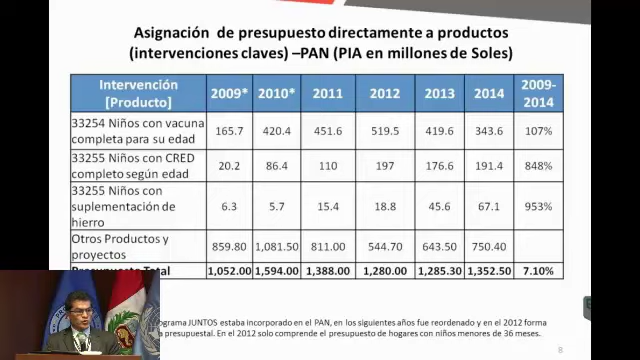 Asignación de presupuesto directamente a productos
(intervenciones claves) –PAN (PIA en millones de Soles)
Intervención [Producto] 2009* 2010* 2011 2012 2013 2014 2009-2014
33254 Niños con vacuna completa para su edad 165.7 420.4 451.6 519.5 419.6 343.6 107%
33255 Niños con CRED completo según edad 20.2 86.4 110 197 176.6 191.4 848%
33255 Niños con suplementación de hierro 6.3 5.7 15.4 18.8 45.6 67.1 953%
Otros Productos y proyectos 859.80 1,081.50 811.00 544.70 643.50 750.40
Presupuesto Total 1,052.00 1,594.00 1,388.00 1,280.00 1,285.30 1,352.50 7.10%
JUNTOS estaba incorporado en el PAN, en los siguientes años fue reordenado y en el 2012 forma
presupuestal. En el 2012 solo comprende el presupuesto de hogares con niños menores de 36 meses.
8